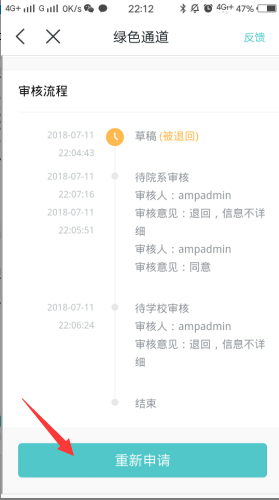 4G+ G 0K/s 22:12 4G+ 47%
绿色通道 反馈
审核流程
2018-07-11 草稿 (被退回)
22:04:43
2018-07-11 待院系审核
22:07:16 审核人：ampadmin
2018-07-11 审核意见：退回，信息不详
22:05:51 细
审核人：ampadmin
审核意见：同意
2018-07-11 待学校审核
22:06:24 审核人：ampadmin
审核意见：退回，信息不详
细
结束
重新申请